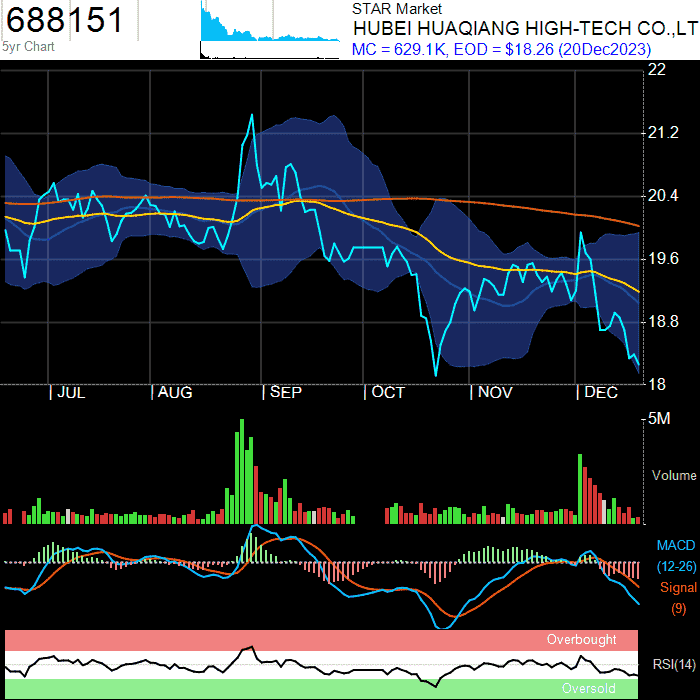 688151
5yr Chart
STAR Market
HUBEI HUAQIANG HIGH-TECH CO.,LT
MC = 629.1K, EOD = $18.26 (20Dec2023)
22
21.2
20.4
19.6
18.8
18
JUL
AUG
SEP
OCT
NOV
DEC
5M
Volume
MACD
(12-26)
Signal
(9)
Overbought
RSI(14)
Oversold